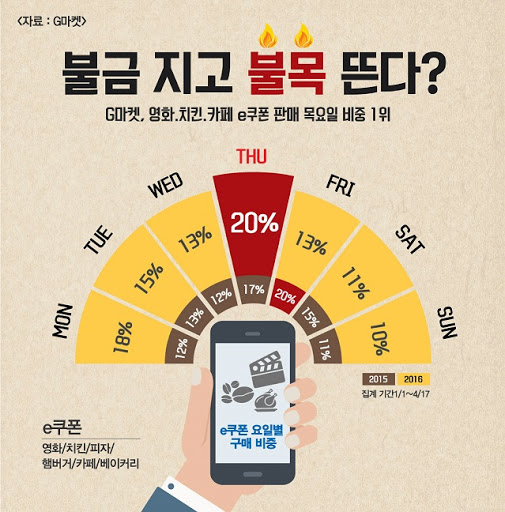 <자료 : G마켓>
불금 지고 불목 뜬다?
G마켓, 영화.치킨.카페 e쿠폰 판매 목요일 비중 1위
MON
TUE
WED
THU
FRI
SAT
SUN
18%
15%
13%
20%
13%
11%
10%
12%
13%
12%
17%
20%
15%
11%
2015
2016
집계 기간1/1~4/17
e쿠폰 요일별
구매 비중
e쿠폰
영화/치킨/피자/
햄버거/카페/베이커리